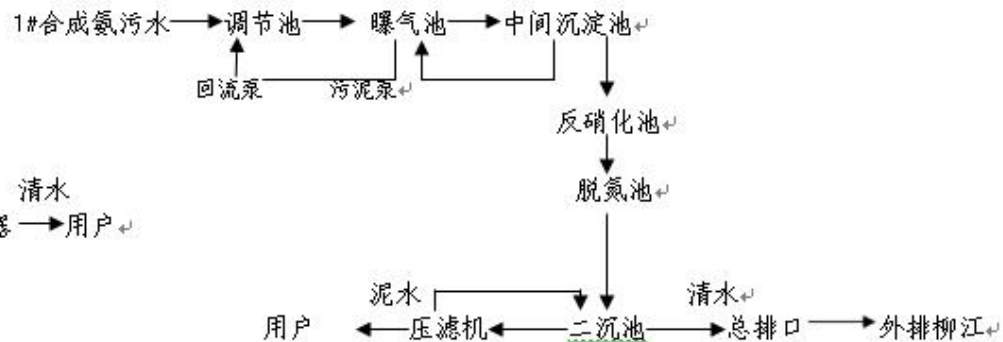 1#合成氨污水 调节池 曝气池 中间沉淀池
回流泵 污泥泵
反硝化池
清水 脱氮池
用户
泥水 清水
用户 压滤机 二沉池 总排口 外排柳江